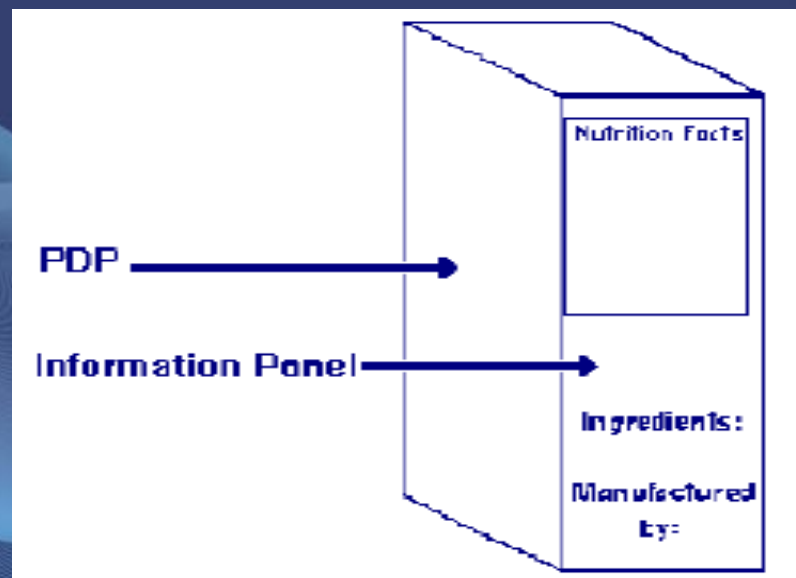 Nutrition Facts
PDP
Information Panel
Ingredients:
Manufactured
by: